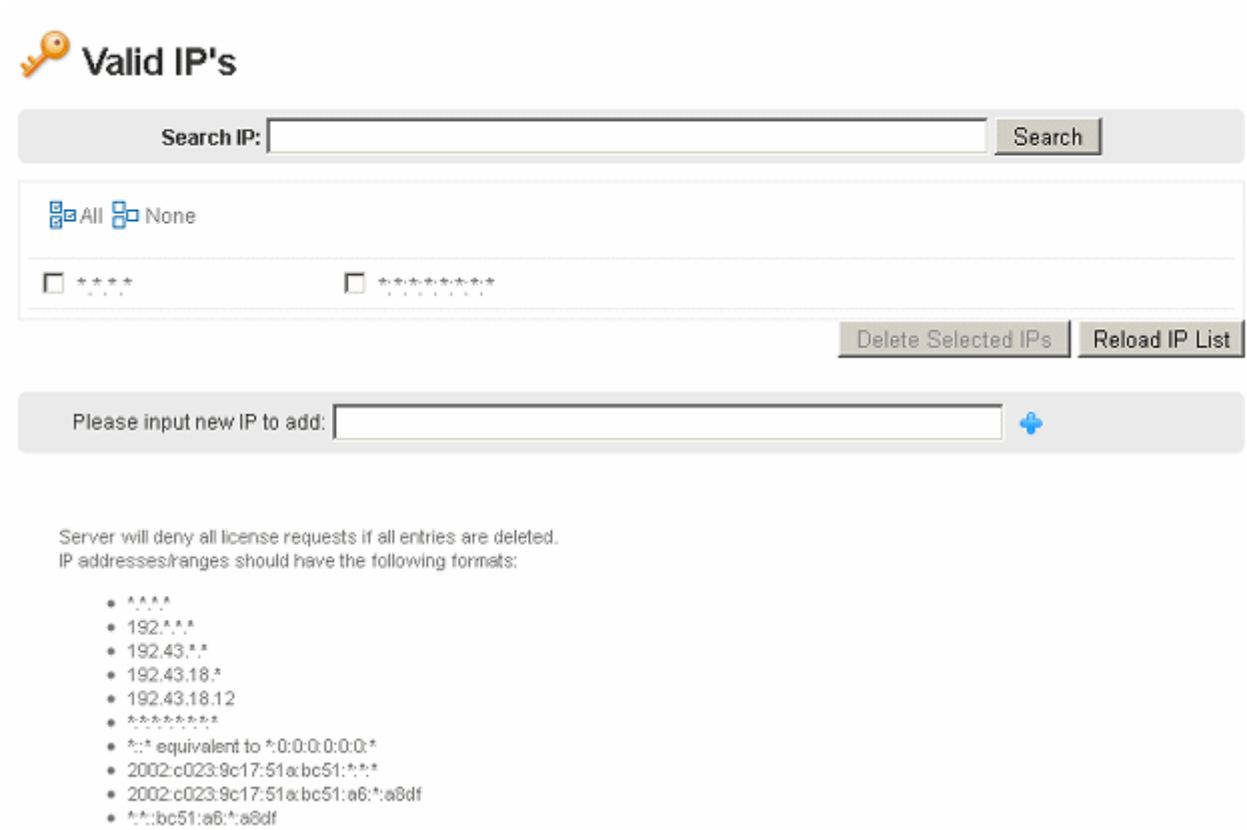 Valid IP's
Search IP: Search
All None
*.*.*.* *:*:*:*:*:*:*:*
Delete Selected IPs Reload IP List
Please input new IP to add:
Server will deny all license requests if all entries are deleted.
IP addresses/ranges should have the following formats:
• *.*.*.*
• 192.*.*.*
• 192.43.*.*
• 192.43.18.*
• 192.43.18.12
• *:*:*:*:*:*:*:*
• *::* equivalent to *:0:0:0:0:0:0:*
• 2002:c023:9c17:51a:bc51:*:*:*
• 2002:c023:9c17:51a:bc51:a6:*:a8df
• *:*::bc51:a6:*:a8df